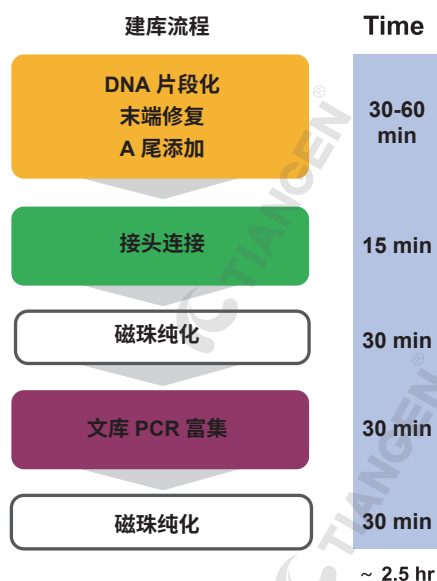 建库流程
Time
DNA 片段化
末端修复
A 尾添加
30-60
min
接头连接
15 min
磁珠纯化
30 min
文库 PCR 富集
30 min
磁珠纯化
30 min
~ 2.5 hr
TIANGEN®
TIANGEN®